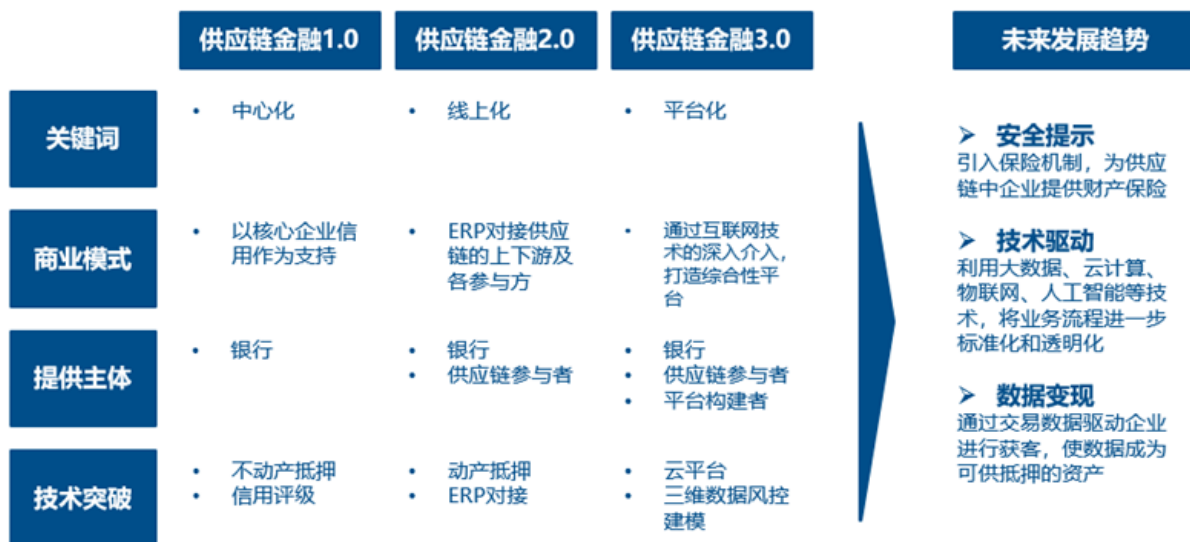 供应链金融1.0
供应链金融2.0
供应链金融3.0
未来发展趋势
关键词
• 中心化
• 线上化
• 平台化
商业模式
• 以核心企业信
用作为支持
• ERP对接供应
链的上下游及
各参与方
• 通过互联网技
术的深入介入，
打造综合性平
台
提供主体
• 银行
• 银行
• 供应链参与者
• 银行
• 供应链参与者
• 平台构建者
技术突破
• 不动产抵押
• 信用评级
• 动产抵押
• ERP对接
• 云平台
• 三维数据风控
建模
➢ 安全提示
引入保险机制，为供应
链中企业提供财产保险
➢ 技术驱动
利用大数据、云计算、
物联网、人工智能等技
术，将业务流程进一步
标准化和透明化
➢ 数据变现
通过交易数据驱动企业
进行获客，使数据成为
可供抵押的资产